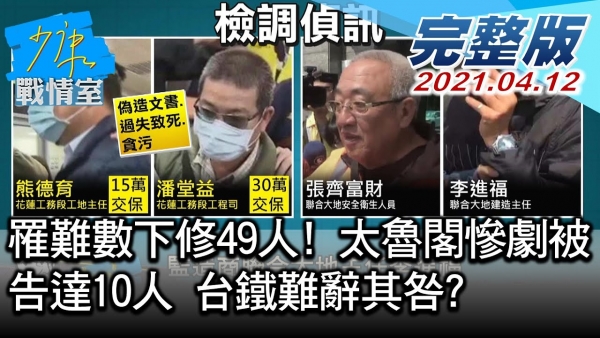 檢調偵訊
完整版
2021.04.12
少康
戰情室
偽造文書.
過失致死.
貪污
熊德育
花蓮工務段工地主任
15萬
交保
潘堂益
花蓮工務段工程司
30萬
交保
張齊富財
聯合大地安全衛生人員
李進福
聯合大地建造主任
罹難數下修49人! 太魯閣慘劇被
告達10人 台鐵難辭其咎?